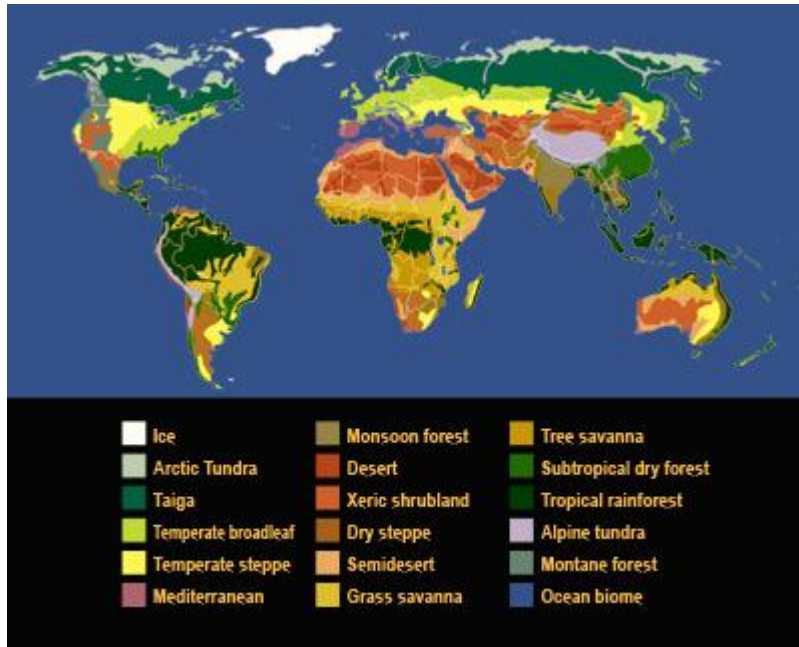 Ice
Arctic Tundra
Taiga
Temperate broadleaf
Temperate steppe
Mediterranean
Monsoon forest
Desert
Xeric shrubland
Dry steppe
Semidesert
Grass savanna
Tree savanna
Subtropical dry forest
Tropical rainforest
Alpine tundra
Montane forest
Ocean biome